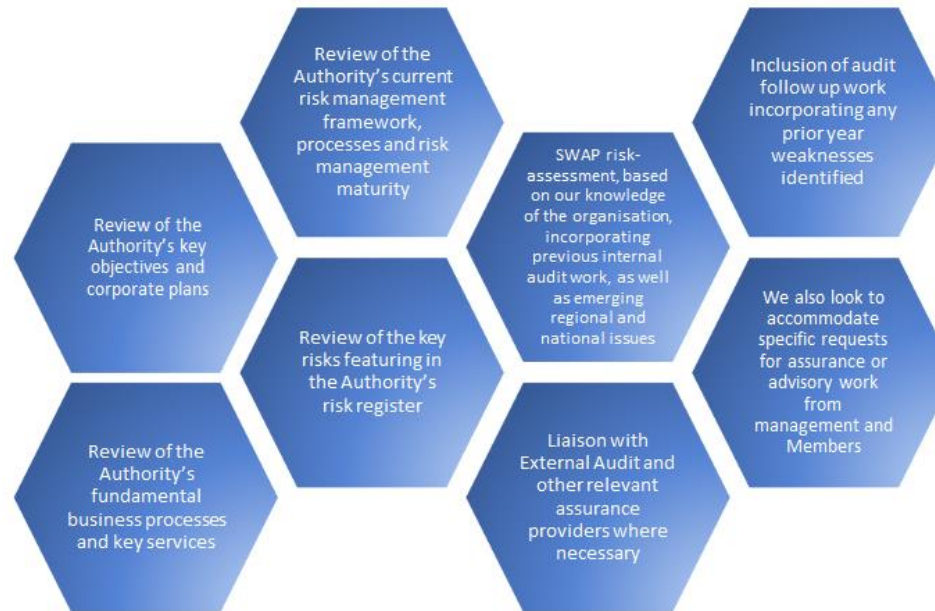 Review of the
Authority's current
risk management
framework,
processes and risk
management
maturity
Inclusion of audit
follow up work
incorporating any
prior year
weaknesses
identified
SWAP risk-
assessment, based
on our knowledge
of the organisation,
incorporating
previous internal
audit work, as well
as emerging
regional and
national issues
Review of the
Authority's key
objectives and
corporate plans
Review of the key
risks featuring in
the Authority's
risk register
We also look to
accommodate
specific requests
for assurance or
advisory work
from
management and
Members
Review of the
Authority's
fundamental
business processes
and key services
Liaison with
External Audit and
other relevant
assurance
providers where
necessary